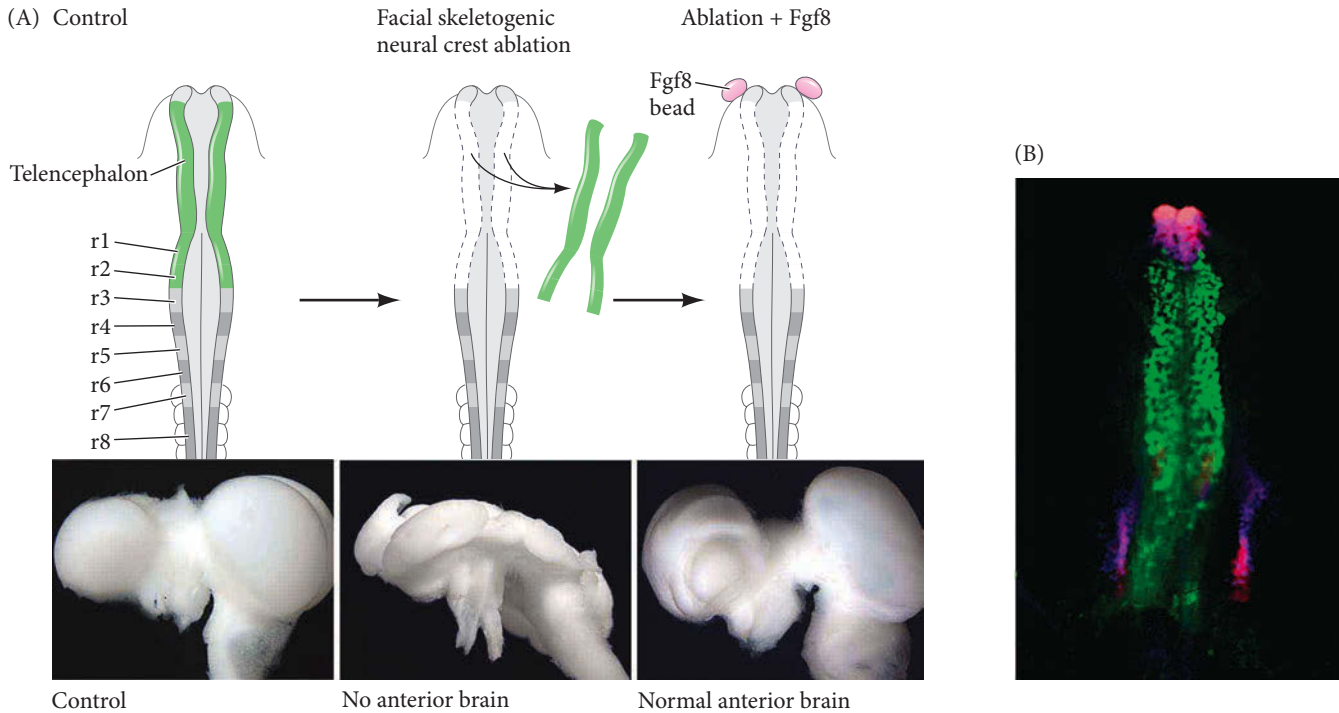 (A) Control
Facial skeletogenic
neural crest ablation
Ablation + Fgf8
Fgf8
bead
Telencephalon
r1
r2
r3
r4
r5
r6
r7
r8
Control
No anterior brain
Normal anterior brain
(B)